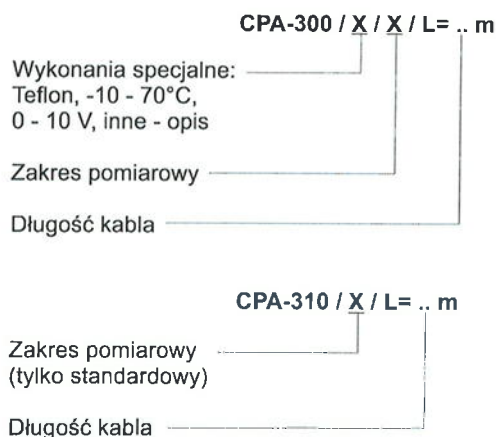 CPA-300 / X / X / L= .. m
Wykonania specjalne:
Teflon, -10 - 70°C,
0 - 10 V, inne - opis
Zakres pomiarowy
Długość kabla
CPA-310 / X / L= .. m
Zakres pomiarowy
(tylko standardowy)
Długość kabla